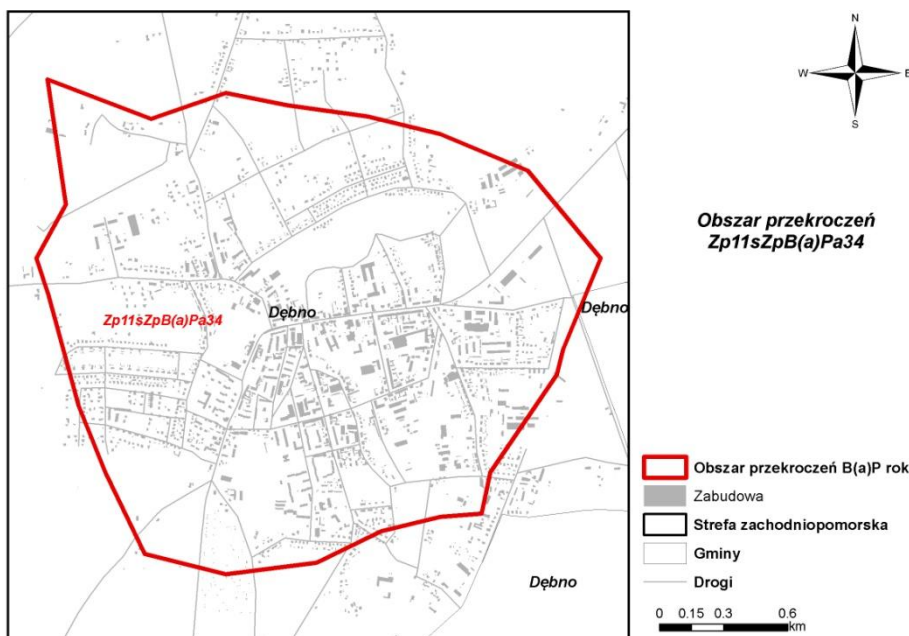 N
W E
S
Obszar przekroczeń
Zp11sZpB(a)Pa34
Zp11sZpB(a)Pa34
Dębno
Dębno
Dębno
Obszar przekroczeń B(a)P rok
Zabudowa
Strefa zachodniopomorska
Gminy
Drogi
0 0.15 0.3 0.6
km